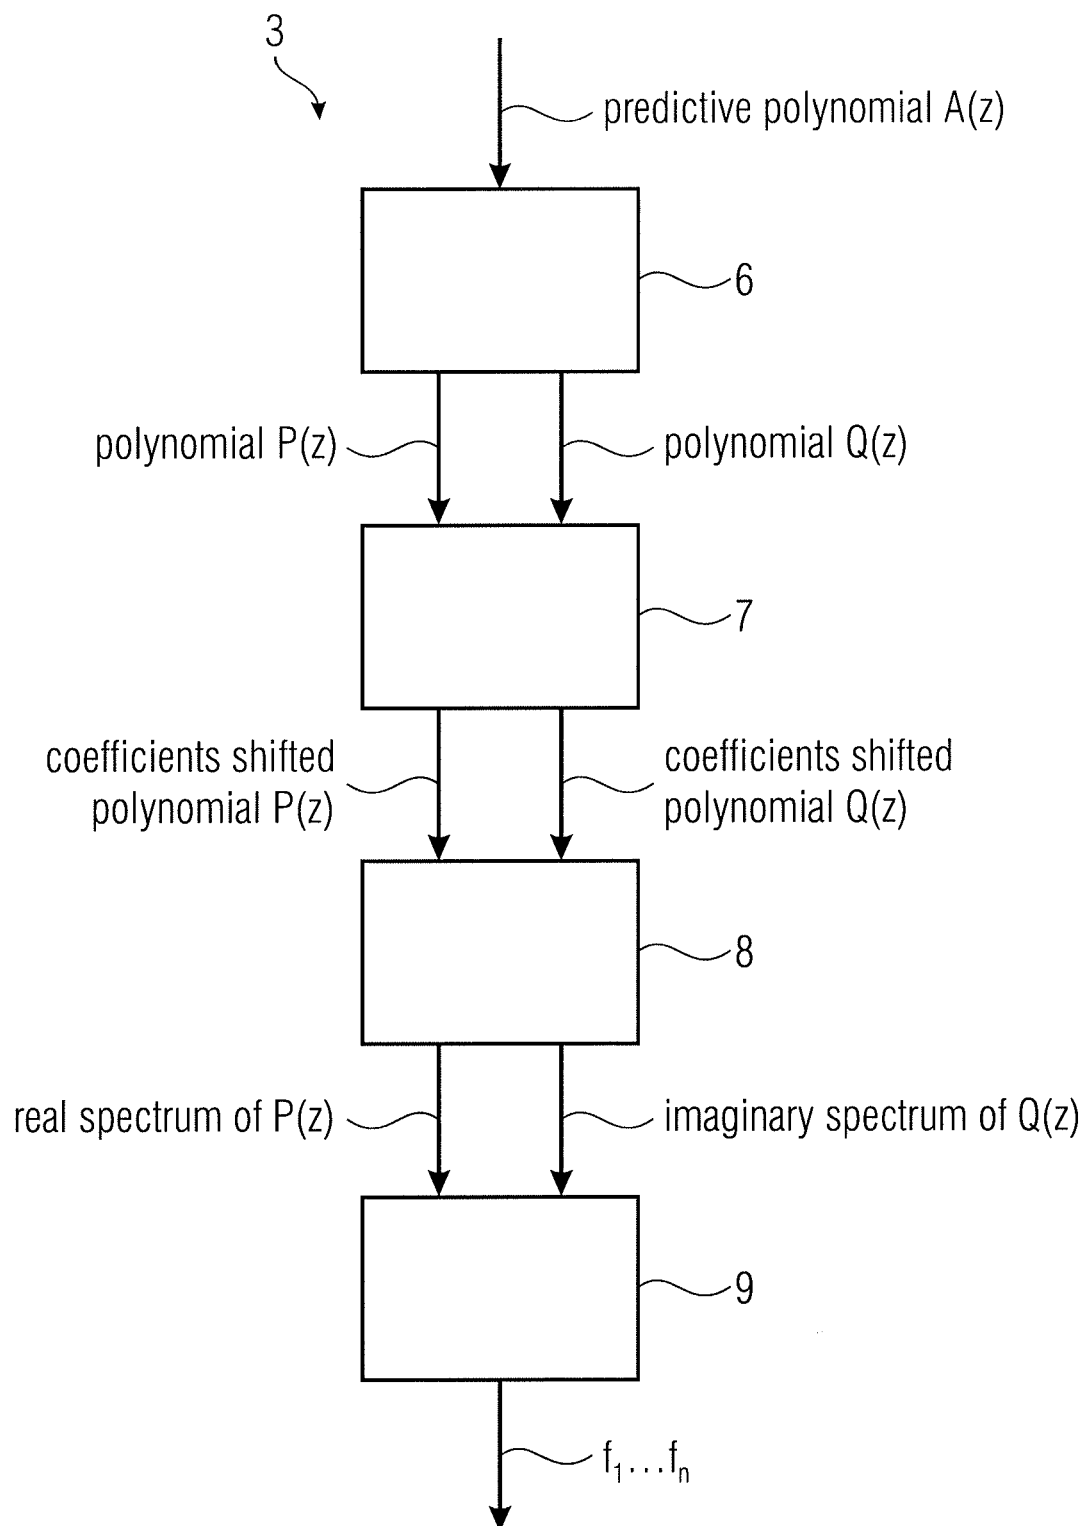 3
predictive polynomial A(z)
6
polynomial P(z)
polynomial Q(z)
7
coefficients shifted
polynomial P(z)
coefficients shifted
polynomial Q(z)
8
real spectrum of P(z)
imaginary spectrum of Q(z)
9
f₁...fₙ